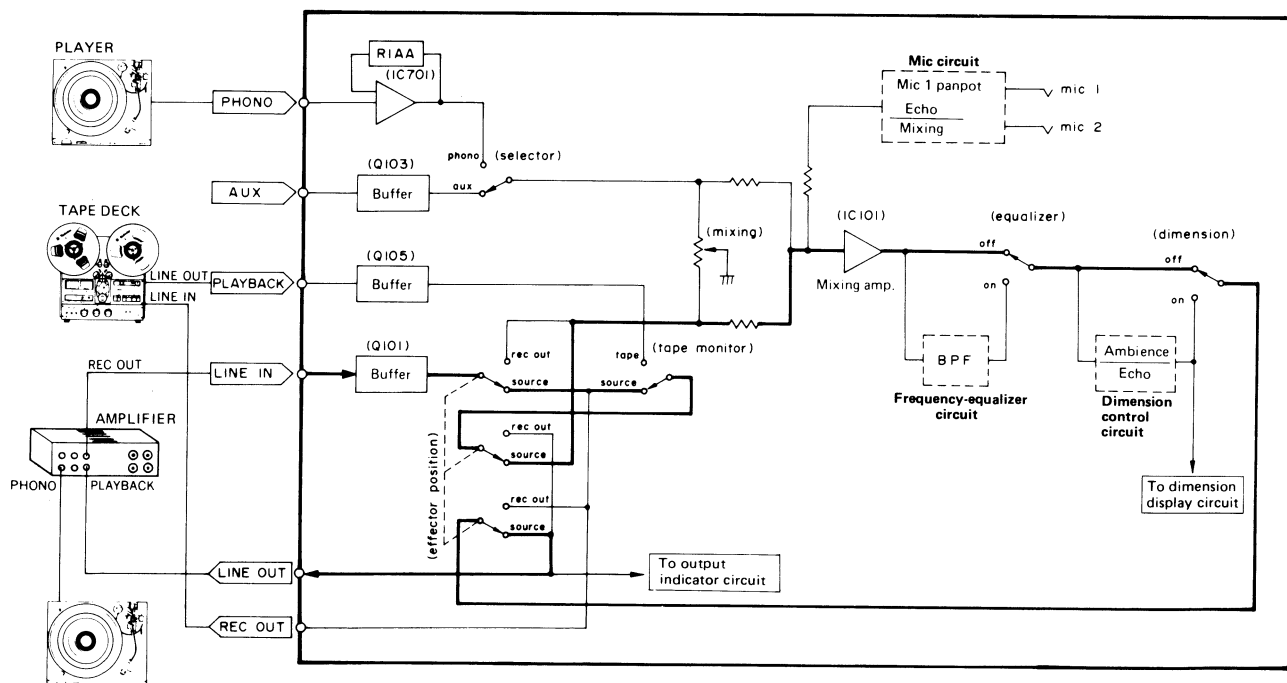 PLAYER
RIAA
(IC701)
PHONO
Mic circuit
Mic 1 panpot
Echo
Mixing
mic 1
mic 2
phono
(selector)
(Q103)
AUX
Buffer
aux
TAPE DECK
(mixing)
(IC101)
Mixing amp.
(equalizer)
off
on
(dimension)
off
on
LINE OUT
PLAYBACK
(Q105)
Buffer
LINE IN
REC OUT
LINE IN
(Q101)
Buffer
rec out
source
tape
(tape monitor)
source
BPF
Frequency-equalizer
circuit
Ambience
Echo
Dimension
control
circuit
AMPLIFIER
PHONO
PLAYBACK
(effector position)
rec out
source
rec out
source
To dimension
display circuit
LINE OUT
To output
indicator circuit
REC OUT